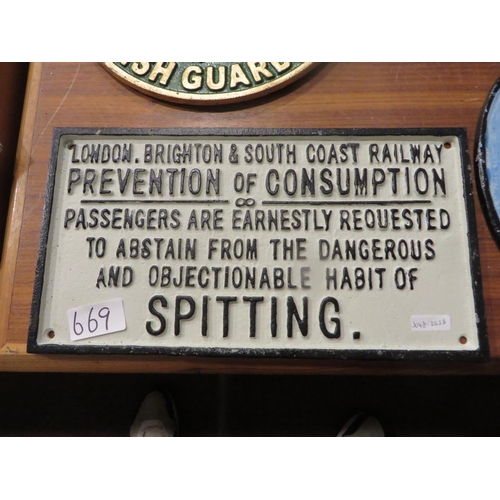 SH GUARD
LONDON. BRIGHTON & SOUTH COAST RAILWAY
PREVENTION OF CONSUMPTION
PASSENGERS ARE EARNESTLY REQUESTED
TO ABSTAIN FROM THE DANGEROUS
AND OBJECTIONABLE HABIT OF
SPITTING.
669